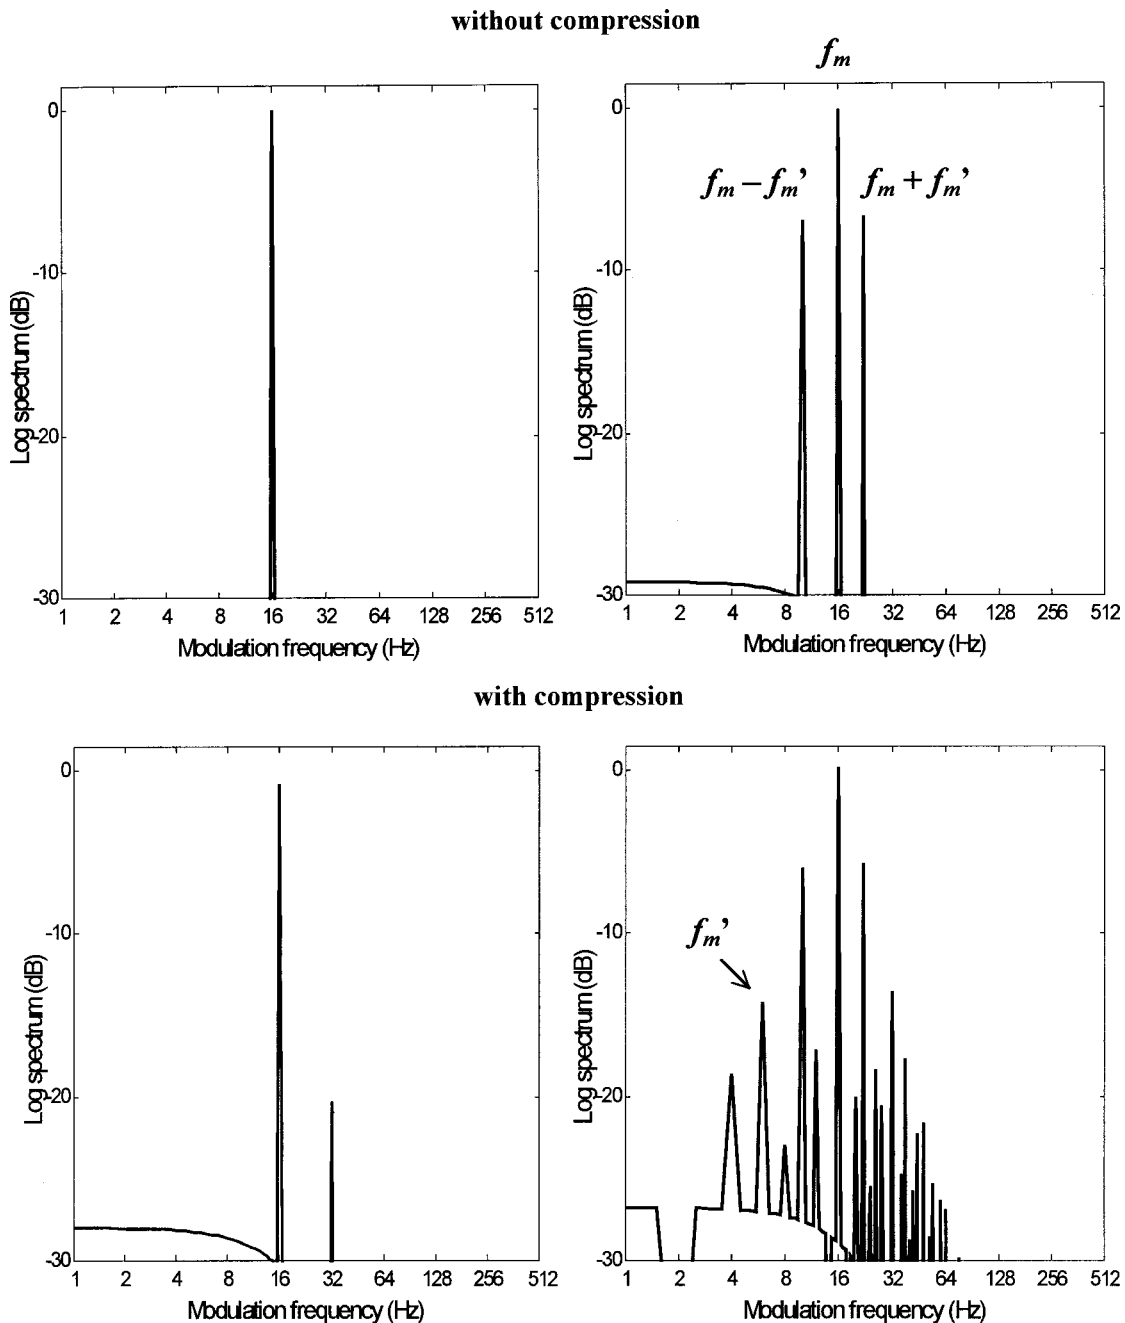 without compression
f_m
0
-10
-20
-30
1 2 4 8 16 32 64 128 256 512
Log spectrum (dB)
Modulation frequency (Hz)
f_m – f_m’
f_m + f_m’
0
-10
-20
-30
1 2 4 8 16 32 64 128 256 512
Log spectrum (dB)
Modulation frequency (Hz)
with compression
0
-10
-20
-30
1 2 4 8 16 32 64 128 256 512
Log spectrum (dB)
Modulation frequency (Hz)
f_m’
0
-10
-20
-30
1 2 4 8 16 32 64 128 256 512
Log spectrum (dB)
Modulation frequency (Hz)